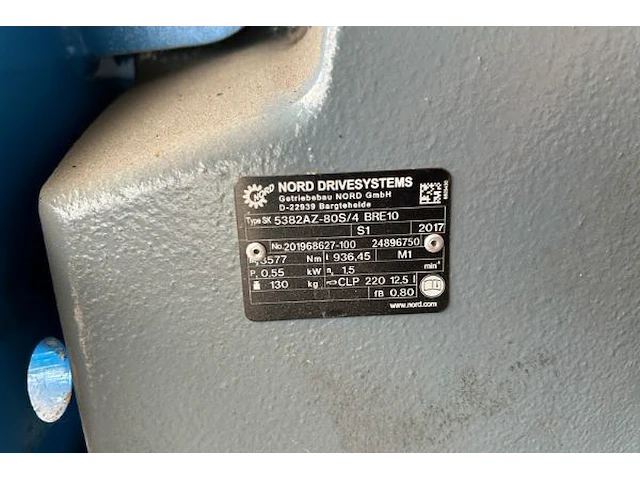 NORD
NORD DRIVESYSTEMS
Getriebebau NORD GmbH
D-22939 Bargteheide
Type SK 5382AZ-80S/4 BRE10
S1 2017
No. 201968627-100 24896750
3577 Nm i 936,45 M1
P₁ 0,55 kW n₂ 1,5 min⁻¹
130 kg CLP 220 12.5 l
fB 0,80
www.nord.com